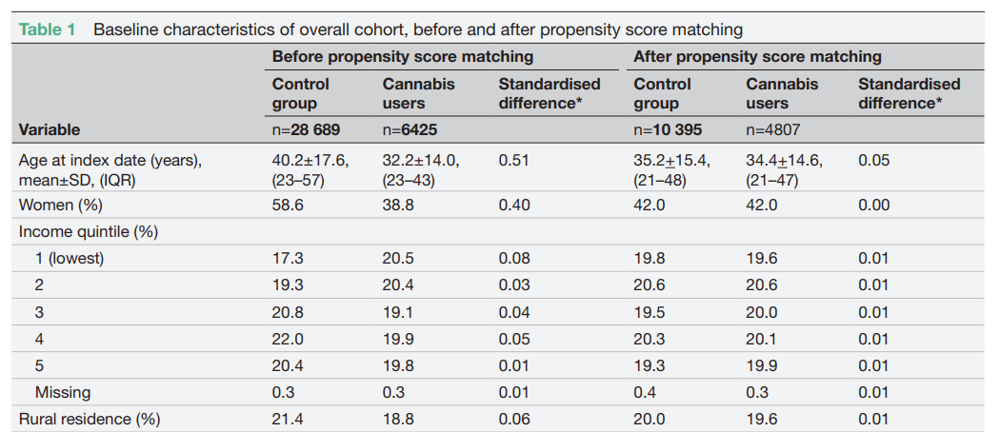 Table 1 Baseline characteristics of overall cohort, before and after propensity score matching
Before propensity score matching After propensity score matching
Control group Cannabis users Standardised difference* Control group Cannabis users Standardised difference*
Variable n=28 689 n=6425 n=10 395 n=4807
Age at index date (years), 40.2±17.6, 32.2±14.0, 0.51 35.2±15.4, 34.4±14.6, 0.05
mean±SD, (IQR) (23–57) (23–43) (21–48) (21–47)
Women (%) 58.6 38.8 0.40 42.0 42.0 0.00
Income quintile (%)
1 (lowest) 17.3 20.5 0.08 19.8 19.6 0.01
2 19.3 20.4 0.03 20.6 20.6 0.01
3 20.8 19.1 0.04 19.5 20.0 0.01
4 22.0 19.9 0.05 20.3 20.1 0.01
5 20.4 19.8 0.01 19.3 19.9 0.01
Missing 0.3 0.3 0.01 0.4 0.3 0.01
Rural residence (%) 21.4 18.8 0.06 20.0 19.6 0.01